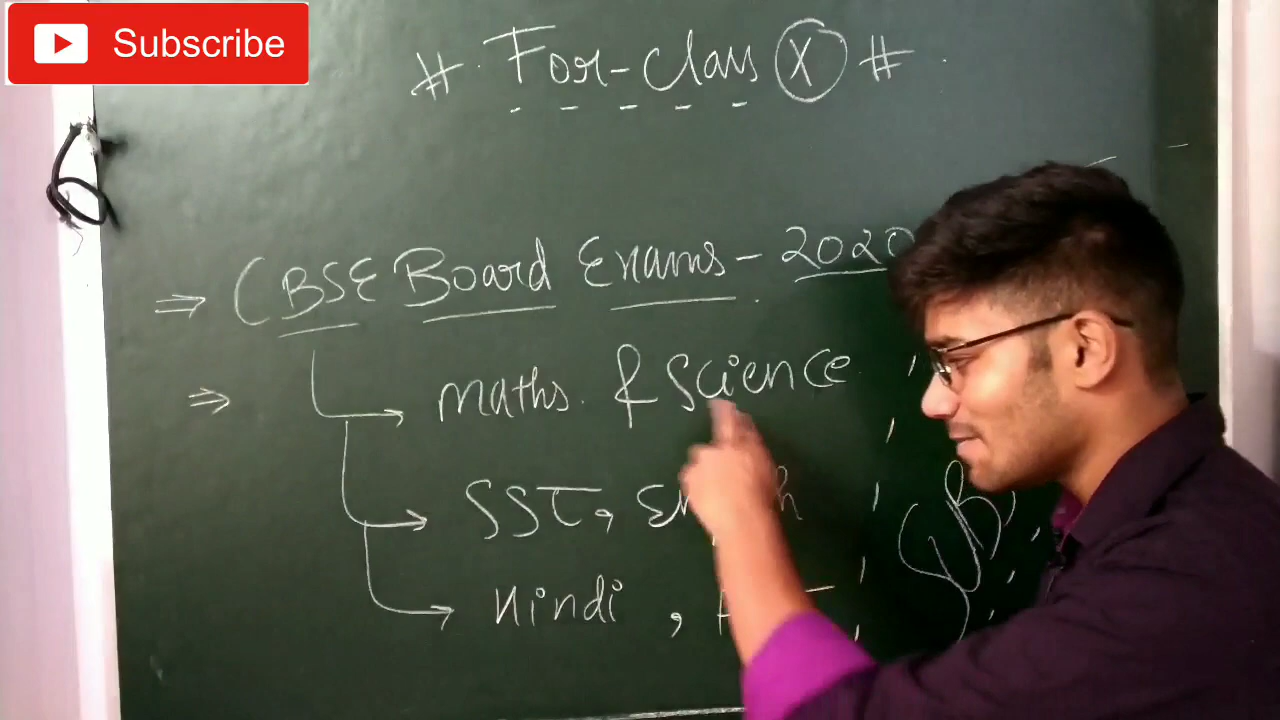 Subscribe
# For-Class X #
⇒ CBSE Board Exams - 2020
⇒ Maths. & Science
SST,
Hindi,